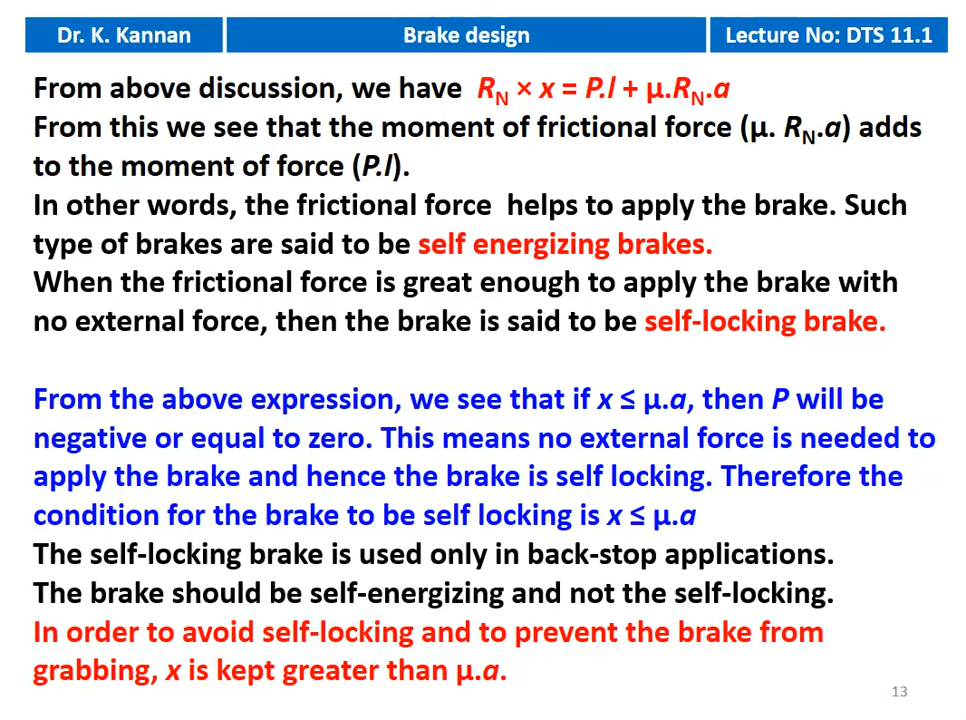 Dr. K. Kannan Brake design Lecture No: DTS 11.1
From above discussion, we have R_N × x = P.l + µ.R_N.a
From this we see that the moment of frictional force (µ. R_N.a) adds
to the moment of force (P.l).
In other words, the frictional force helps to apply the brake. Such
type of brakes are said to be self energizing brakes.
When the frictional force is great enough to apply the brake with
no external force, then the brake is said to be self-locking brake.
From the above expression, we see that if x ≤ µ.a, then P will be
negative or equal to zero. This means no external force is needed to
apply the brake and hence the brake is self locking. Therefore the
condition for the brake to be self locking is x ≤ µ.a
The self-locking brake is used only in back-stop applications.
The brake should be self-energizing and not the self-locking.
In order to avoid self-locking and to prevent the brake from
grabbing, x is kept greater than µ.a.
13